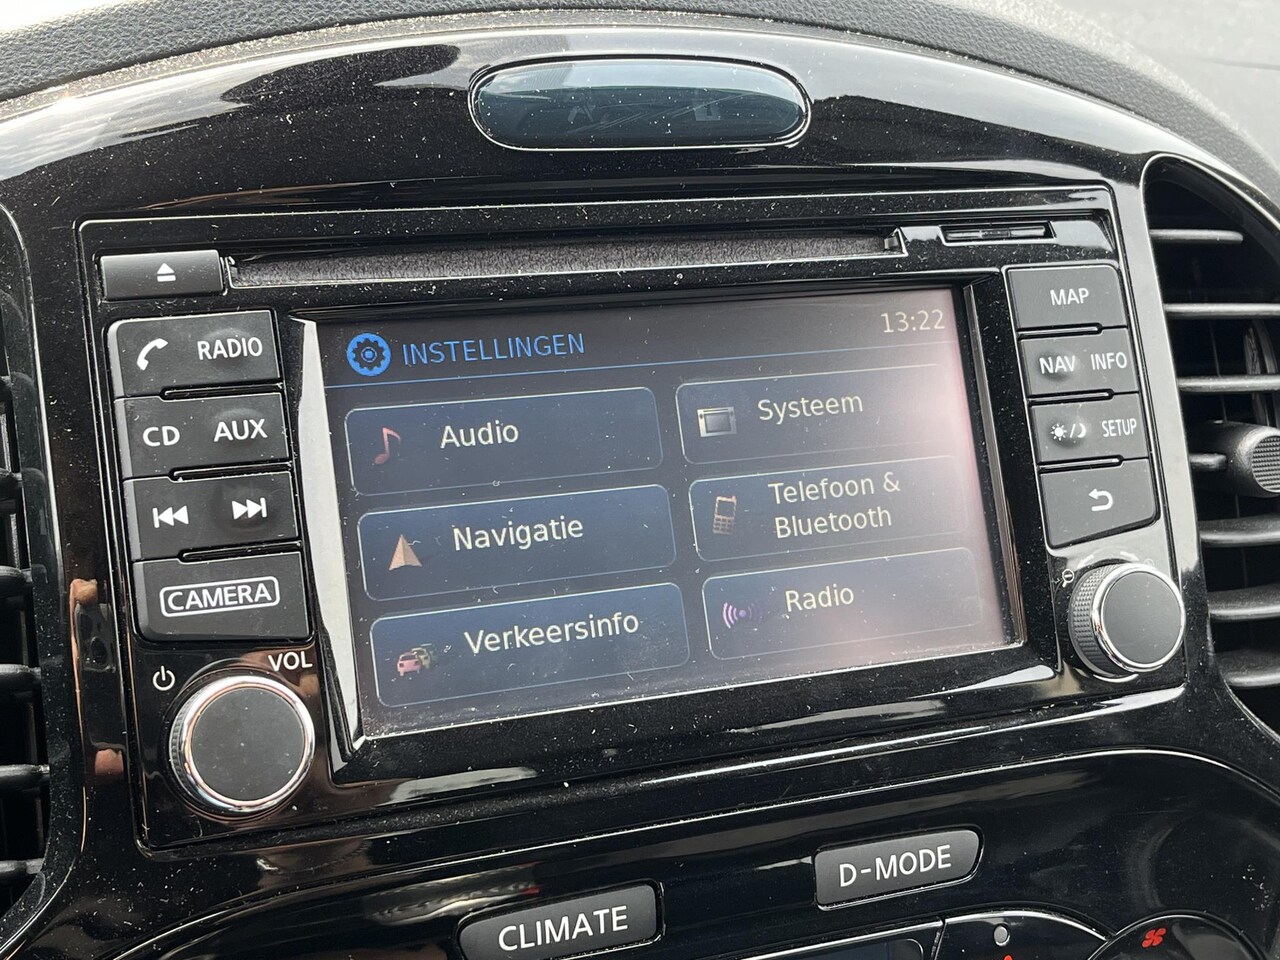 MAP
RADIO
NAV INFO
CD AUX
SETUP
CAMERA
VOL
INSTELLINGEN
13:22
Audio
Systeem
Navigatie
Telefoon &
Bluetooth
Verkeersinfo
Radio
D-MODE
CLIMATE